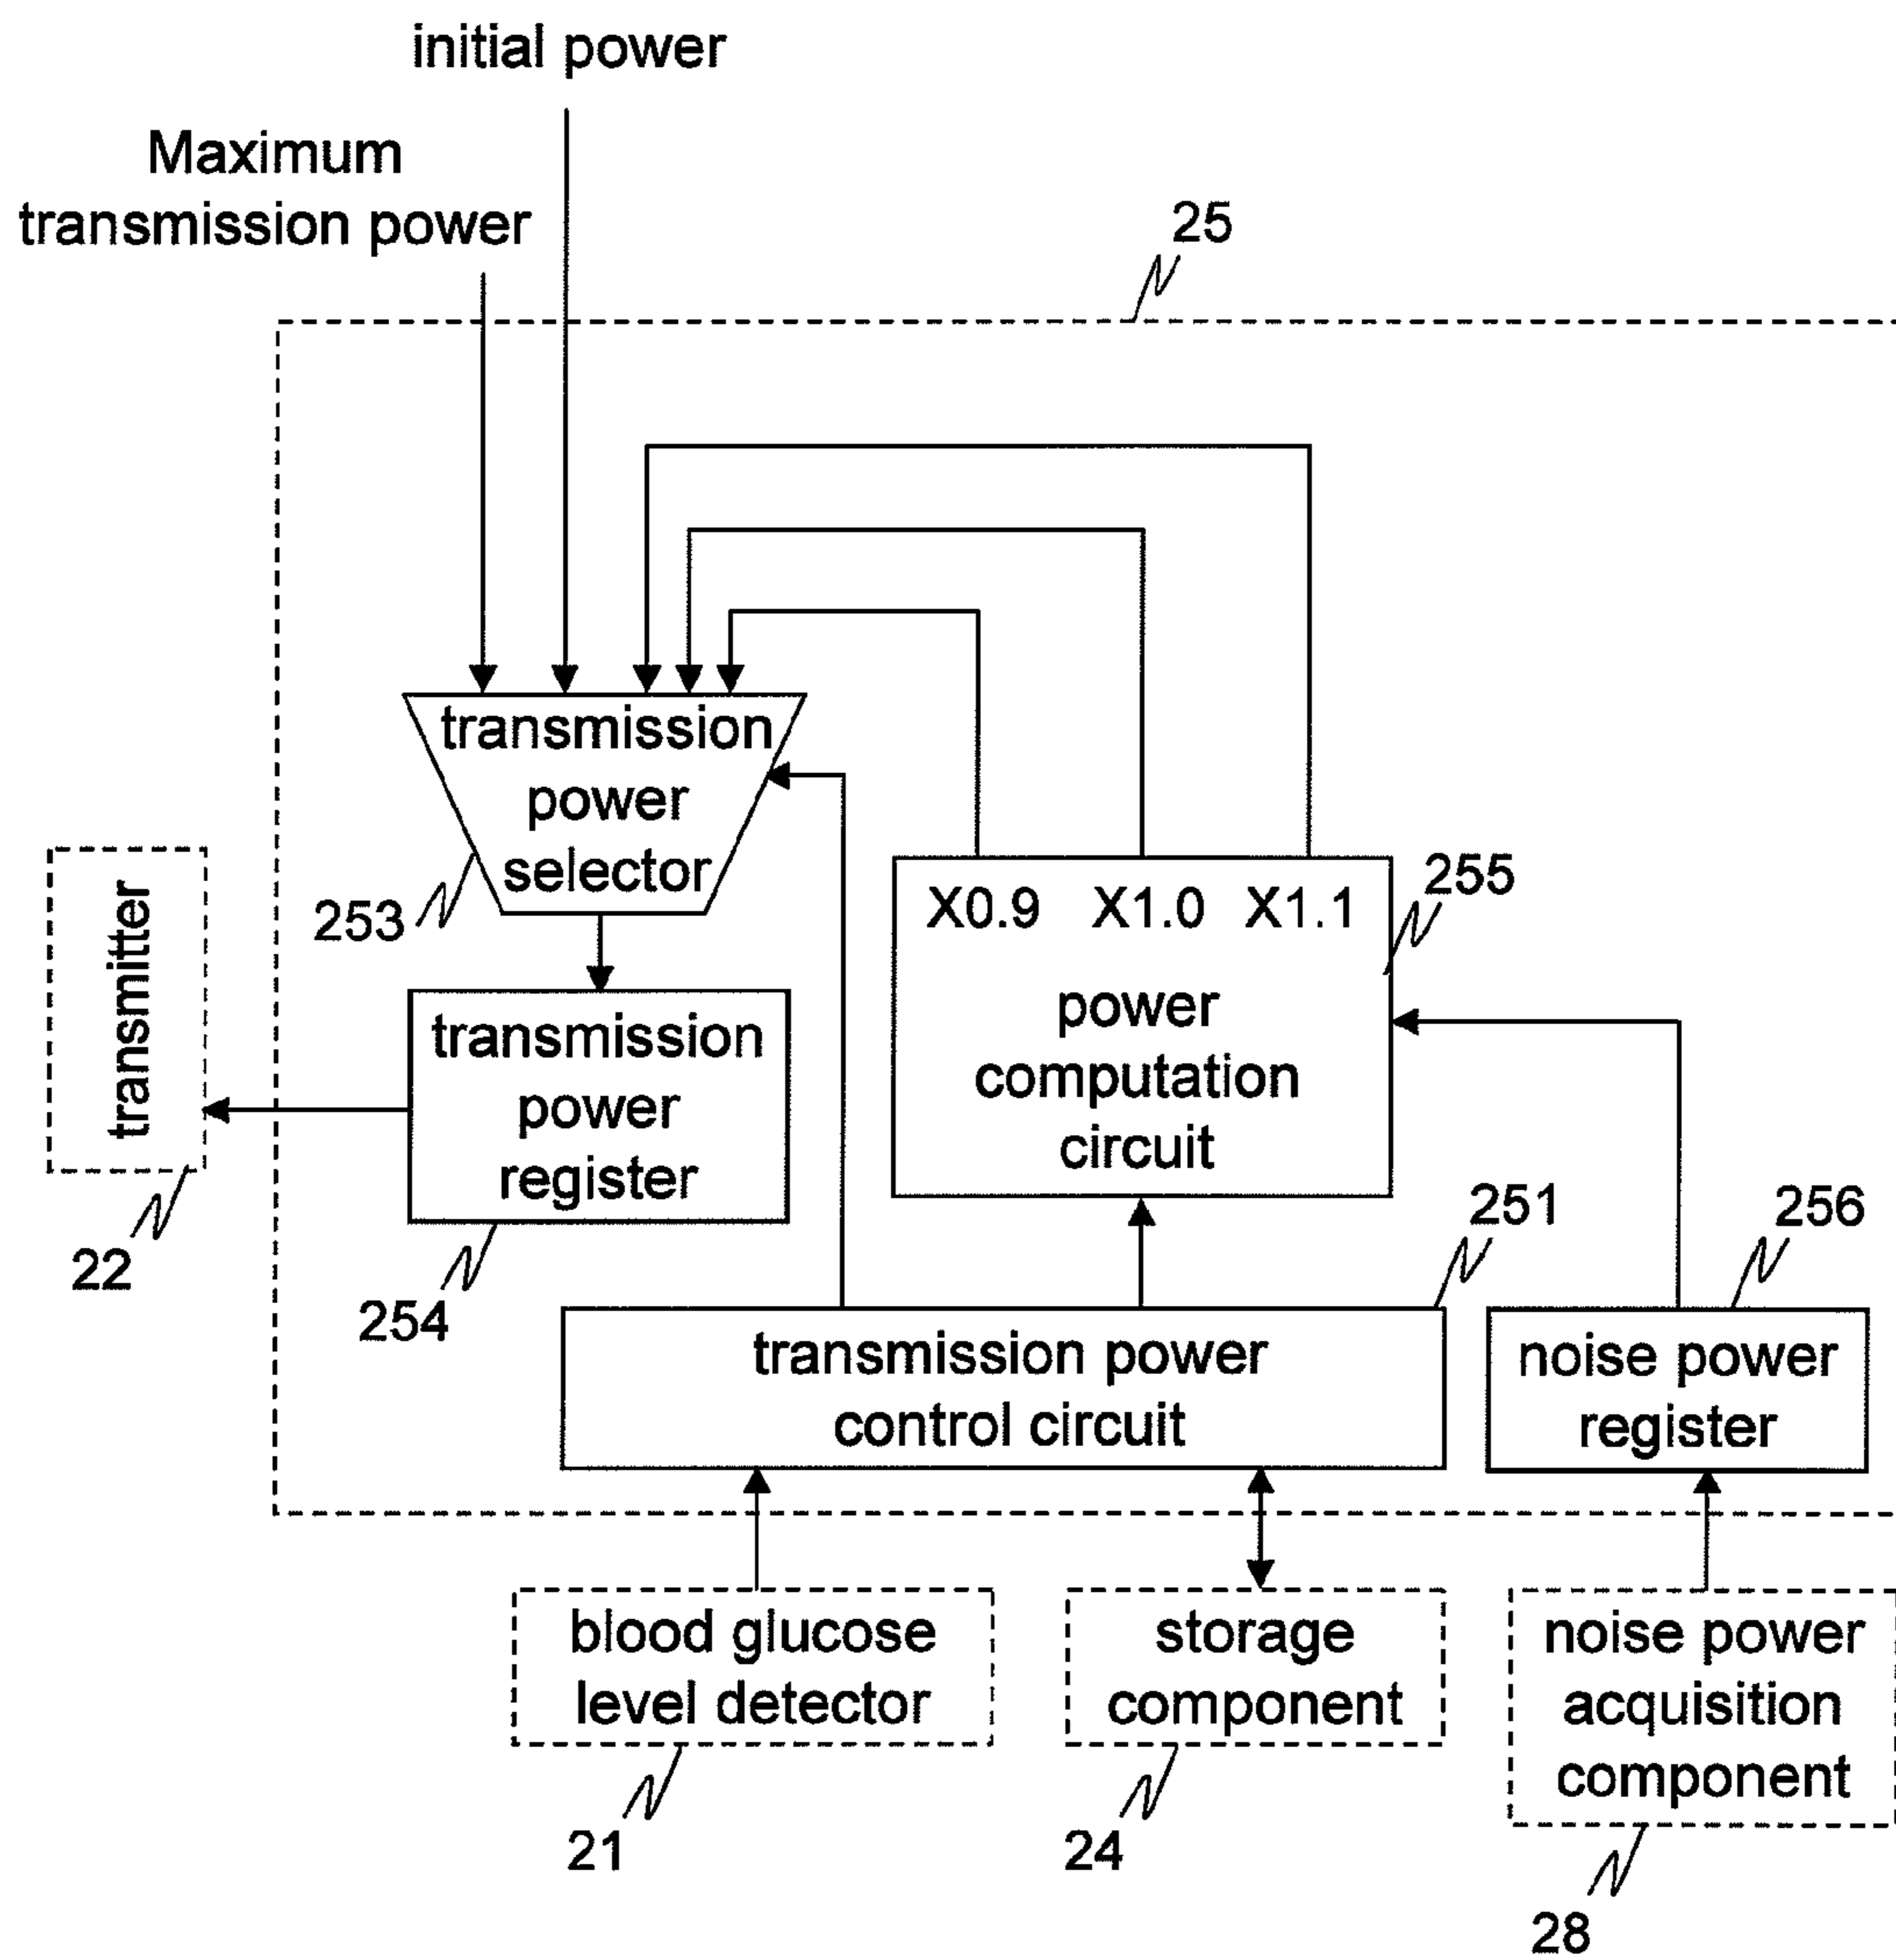 initial power
Maximum
transmission power
25
transmission
power
selector
253
X0.9 X1.0 X1.1
power
computation
circuit
255
transmitter
22
transmission
power
register
254
251
256
transmission power
control circuit
noise power
register
blood glucose
level detector
21
storage
component
24
noise power
acquisition
component
28